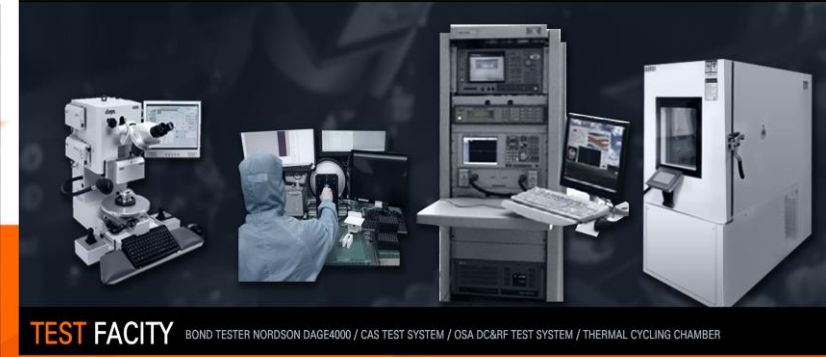 TEST FACITY BOND TESTER NORDSON DAGE4000 / CAS TEST SYSTEM / OSA DC&RF TEST SYSTEM / THERMAL CYCLING CHAMBER